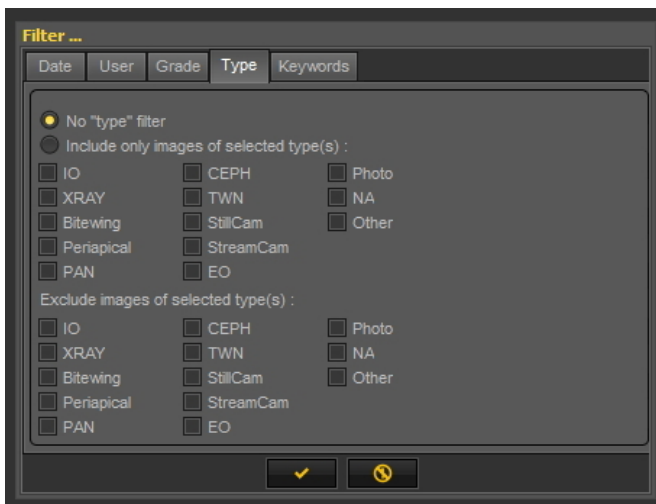 Filter ...
Date User Grade Type Keywords
No "type" filter
Include only images of selected type(s) :
IO CEPH Photo
XRAY TWN NA
Bitewing StillCam Other
Periapical StreamCam
PAN EO
Exclude images of selected type(s) :
IO CEPH Photo
XRAY TWN NA
Bitewing StillCam Other
Periapical StreamCam
PAN EO